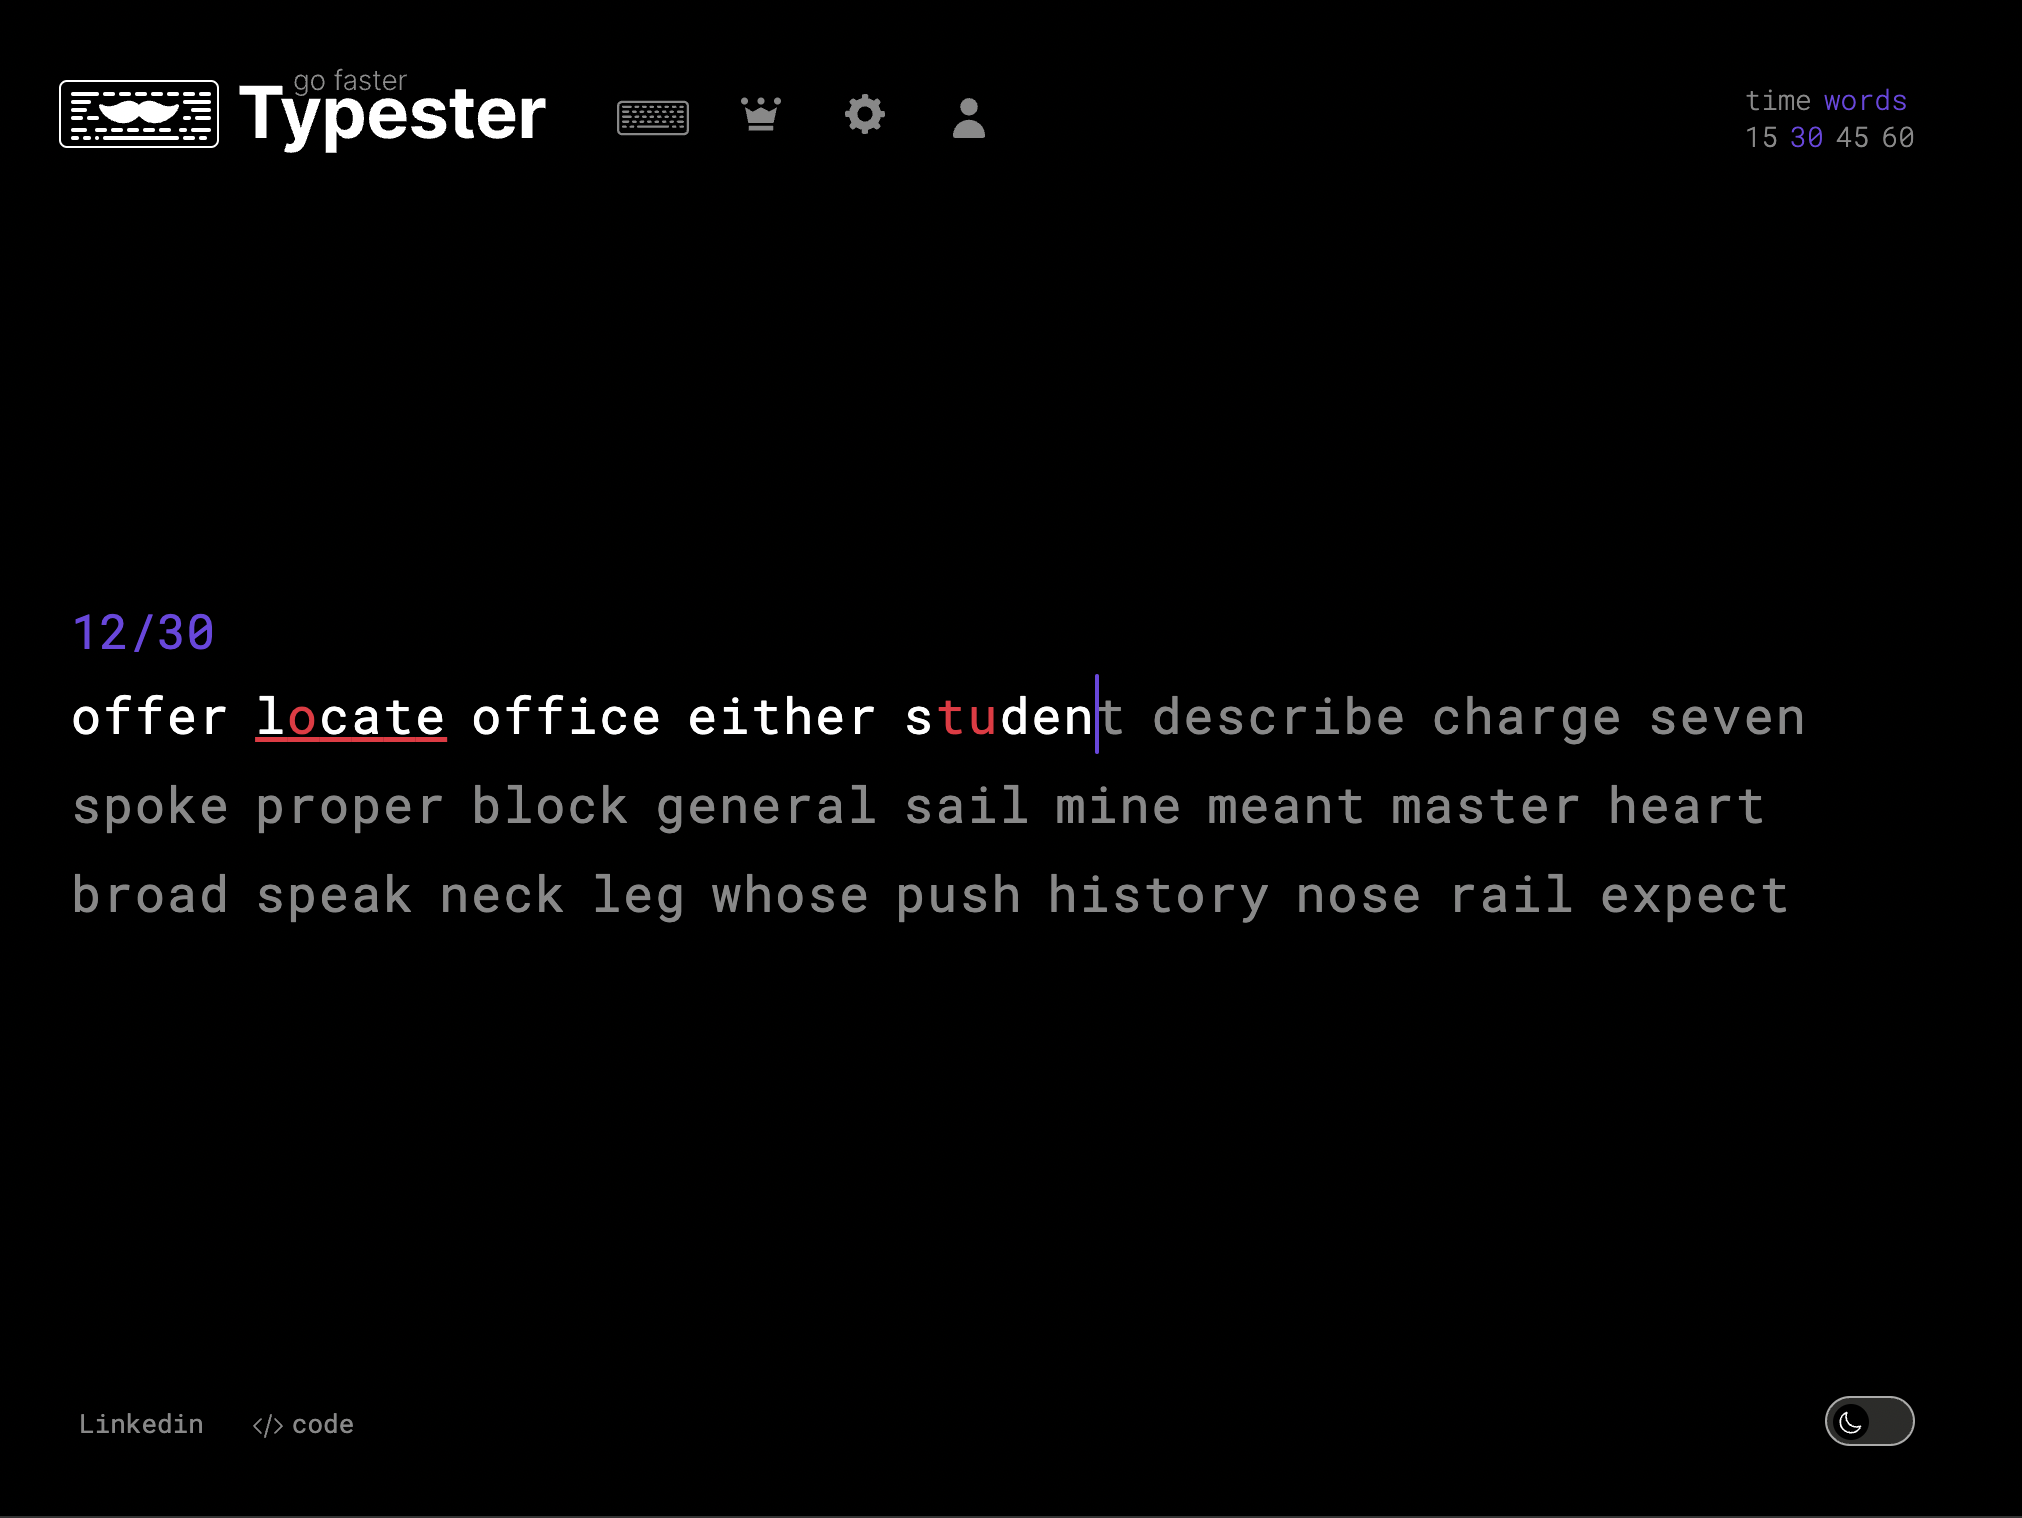 go faster
Typester
time words
15 30 45 60
12/30
offer locate office either student describe charge seven
spoke proper block general sail mine meant master heart
broad speak neck leg whose push history nose rail expect
Linkedin </> code